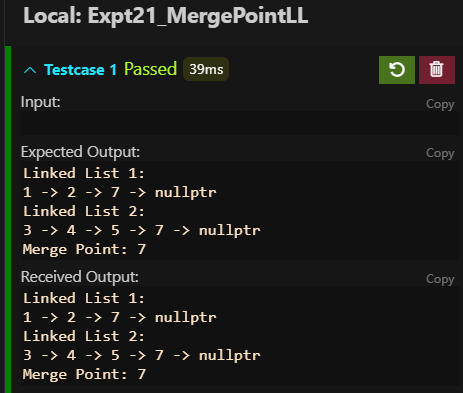 Local: Expt21_MergePointLL
Testcase 1 Passed 39ms
Input:
Copy
Expected Output:
Copy
Linked List 1:
1 -> 2 -> 7 -> nullptr
Linked List 2:
3 -> 4 -> 5 -> 7 -> nullptr
Merge Point: 7
Received Output:
Copy
Linked List 1:
1 -> 2 -> 7 -> nullptr
Linked List 2:
3 -> 4 -> 5 -> 7 -> nullptr
Merge Point: 7